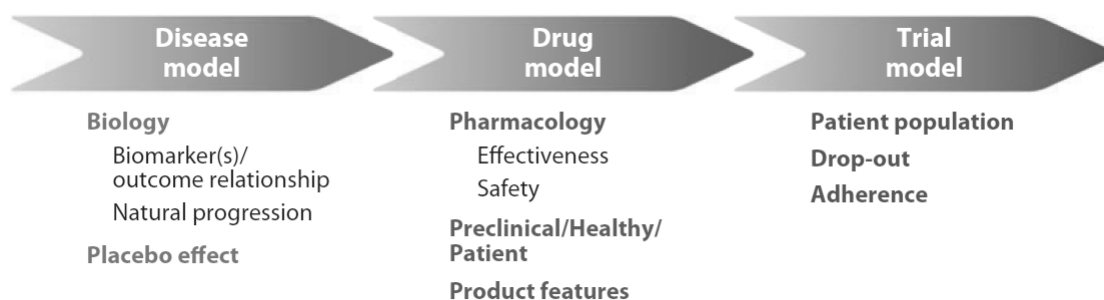 Disease
model
Biology
Biomarker(s)/
outcome relationship
Natural progression
Placebo effect
Drug
model
Pharmacology
Effectiveness
Safety
Preclinical/Healthy/
Patient
Product features
Trial
model
Patient population
Drop-out
Adherence